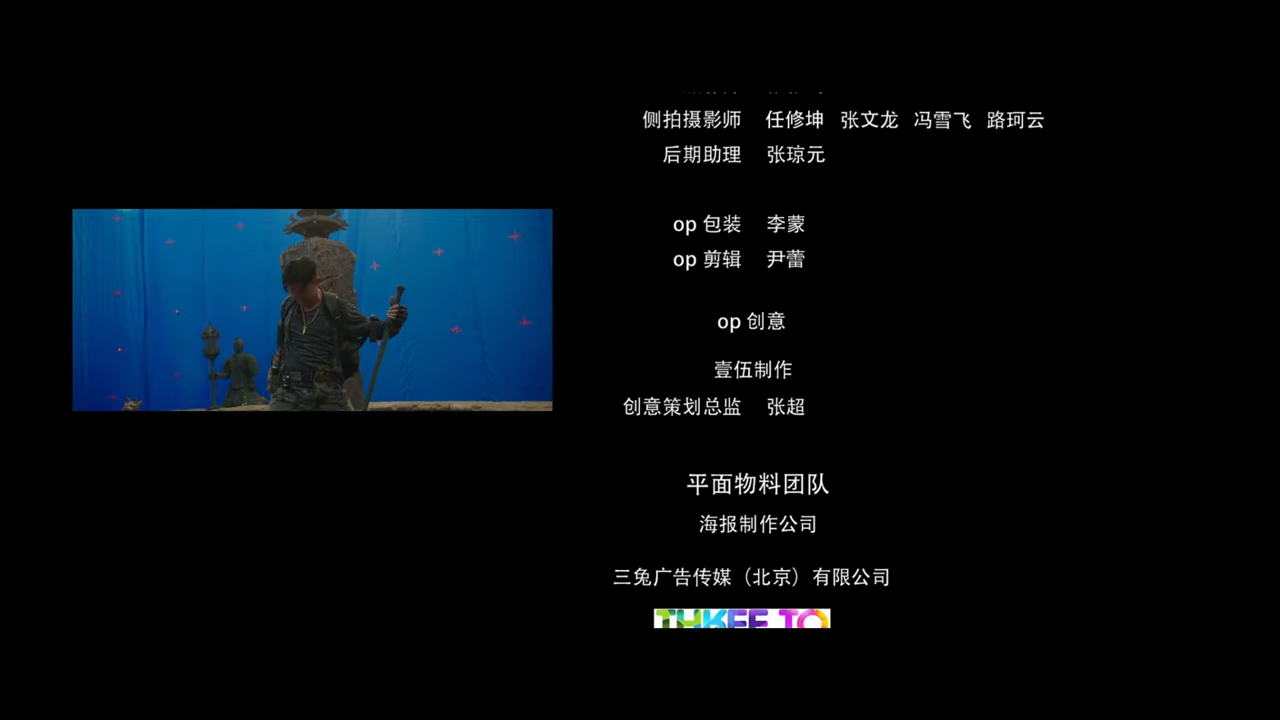 侧拍摄影师 任修坤 张文龙 冯雪飞 路珂云
后期助理 张琼元
op 包装 李蒙
op 剪辑 尹蕾
op 创意
壹伍制作
创意策划总监 张超
平面物料团队
海报制作公司
三兔广告传媒（北京）有限公司
THREE TO